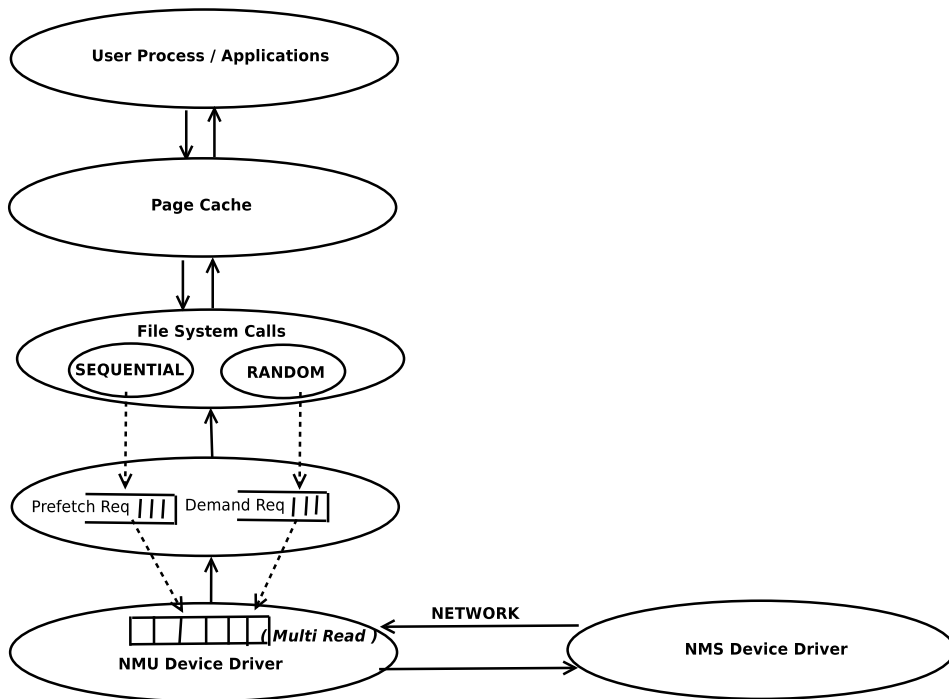 User Process / Applications
Page Cache
File System Calls
SEQUENTIAL
RANDOM
Prefetch Req
Demand Req
NETWORK
( Multi Read )
NMU Device Driver
NMS Device Driver